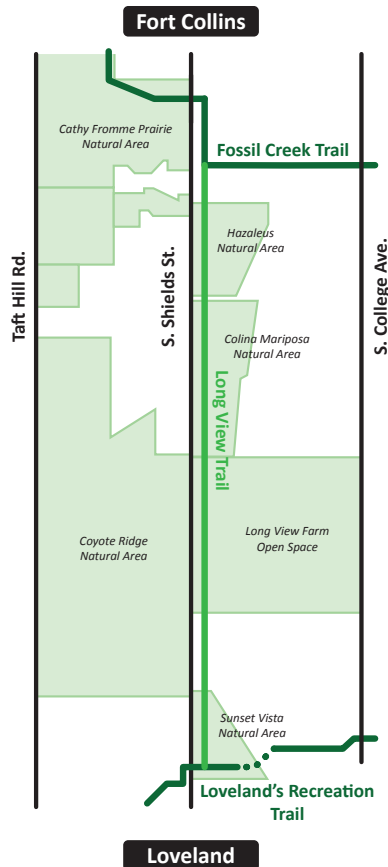 Fort Collins
Cathy Fromme Prairie
Natural Area
Fossil Creek Trail
Hazaleus
Natural Area
Taft Hill Rd.
S. Shields St.
S. College Ave.
Colina Mariposa
Natural Area
Long View Trail
Coyote Ridge
Natural Area
Long View Farm
Open Space
Sunset Vista
Natural Area
Loveland's Recreation
Trail
Loveland